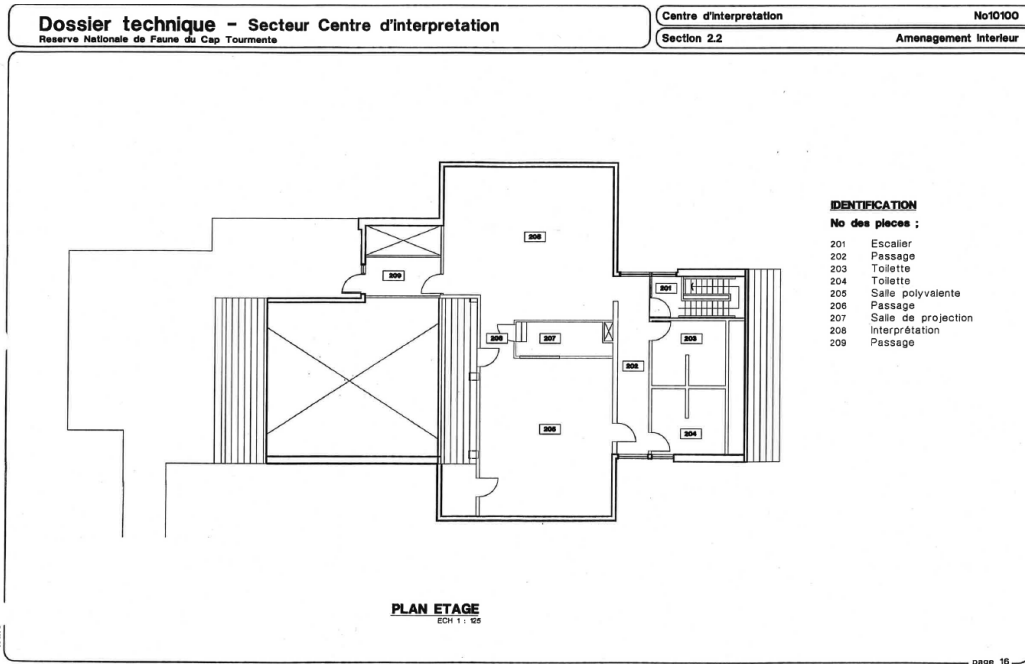 Dossier technique - Secteur Centre d'interpretation
Reserve Nationale de Faune du Cap Tourmente
Centre d'interpretation No10100
Section 2.2 Amenagement Interieur
IDENTIFICATION
No des pieces ;
201 Escalier
202 Passage
203 Toilette
204 Toilette
205 Salle polyvalente
206 Passage
207 Salle de projection
208 Interprétation
209 Passage
208
209
201
206
207
203
202
205
204
PLAN ETAGE
ECH 1 : 125
page 16